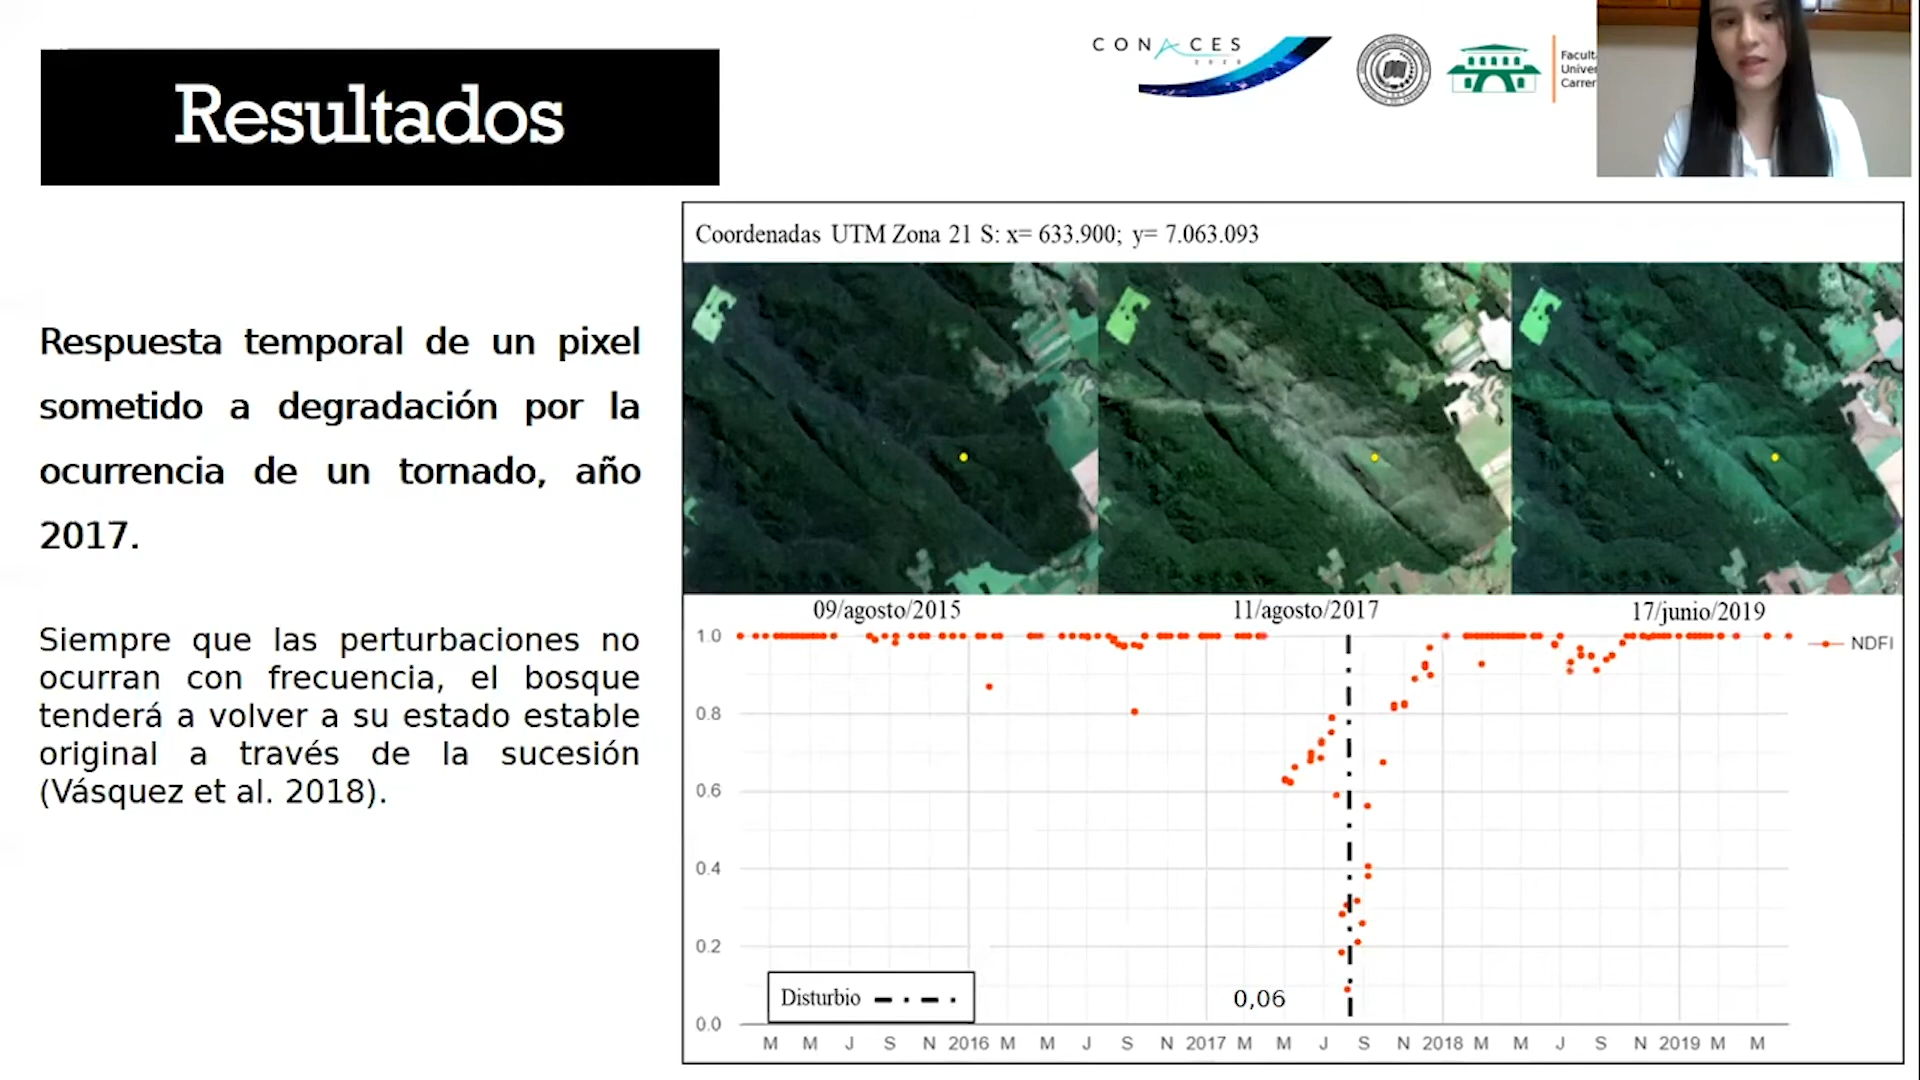 Resultados
CONACES
2020
Facult
Univer
Carrer
Coordenadas UTM Zona 21 S: x= 633.900; y= 7.063.093
Respuesta temporal de un pixel
sometido a degradación por la
ocurrencia de un tornado, año
2017.
Siempre que las perturbaciones no
ocurran con frecuencia, el bosque
tenderá a volver a su estado estable
original a través de la sucesión
(Vásquez et al. 2018).
09/agosto/2015 11/agosto/2017 17/junio/2019
NDFI
1.0
0.8
0.6
0.4
0.2
0.0
Disturbio
0,06
M M J S N 2016 M M J S N 2017 M M J S N 2018 M M J S N 2019 M M